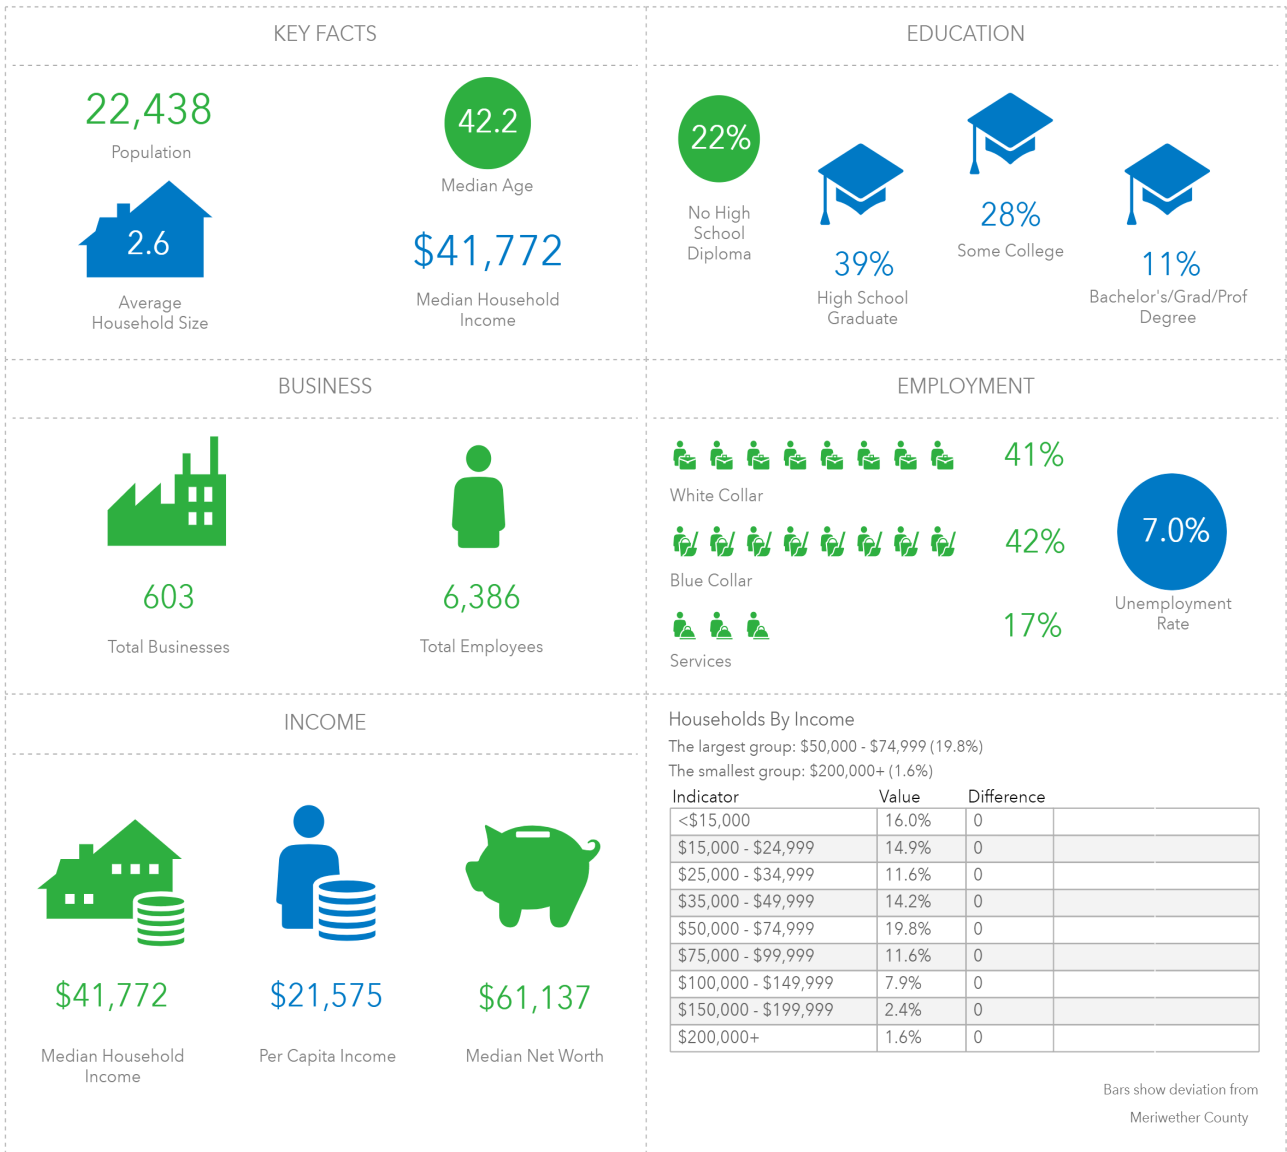 KEY FACTS
22,438
Population
42.2
Median Age
2.6
Average
Household Size
$41,772
Median Household
Income
EDUCATION
22%
No High
School
Diploma
39%
High School
Graduate
28%
Some College
11%
Bachelor's/Grad/Prof
Degree
BUSINESS
603
Total Businesses
6,386
Total Employees
EMPLOYMENT
41%
White Collar
42%
Blue Collar
17%
Services
7.0%
Unemployment
Rate
INCOME
$41,772
Median Household
Income
$21,575
Per Capita Income
$61,137
Median Net Worth
Households By Income
The largest group: $50,000 - $74,999 (19.8%)
The smallest group: $200,000+ (1.6%)
Indicator Value Difference
<$15,000 16.0% 0
$15,000 - $24,999 14.9% 0
$25,000 - $34,999 11.6% 0
$35,000 - $49,999 14.2% 0
$50,000 - $74,999 19.8% 0
$75,000 - $99,999 11.6% 0
$100,000 - $149,999 7.9% 0
$150,000 - $199,999 2.4% 0
$200,000+ 1.6% 0
Bars show deviation from
Meriwether County